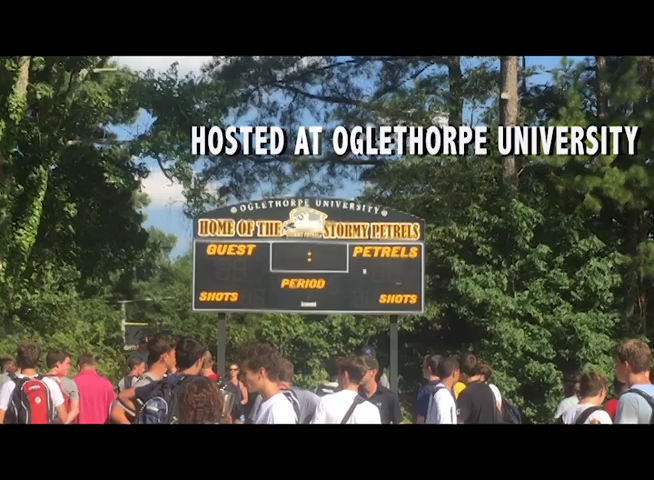 HOSTED AT OGLETHORPE UNIVERSITY
OGLETHORPE UNIVERSITY
HOME OF THE STORMY PETRELS
GUEST : PETRELS
PERIOD
SHOTS SHOTS